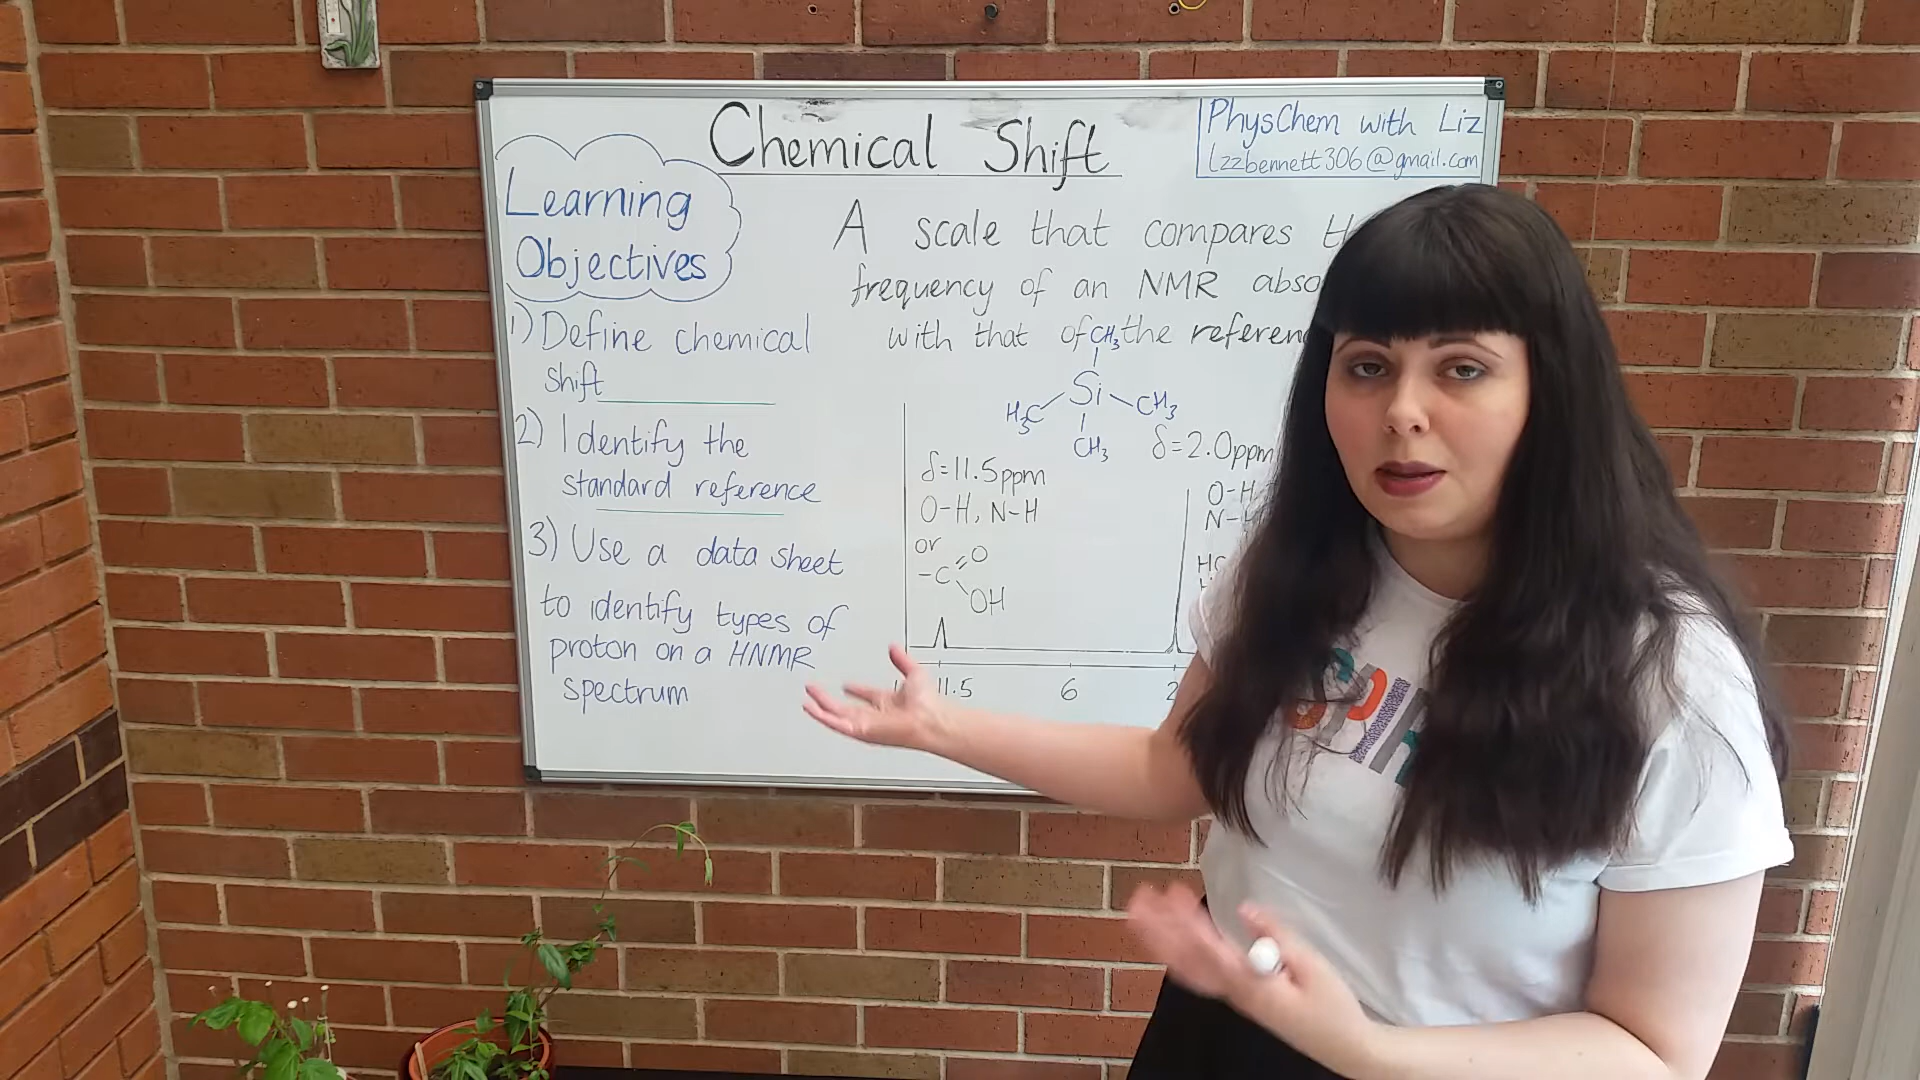 Chemical Shift
PhysChem with Liz
lzzbennett306@gmail.com
Learning
Objectives
1) Define chemical
shift
2) Identify the
standard reference
3) Use a data sheet
to identify types of
proton on a HNMR
spectrum
A scale that compares
frequency of an NMR
with that of the
CH3
Si
H3C
CH3
CH3
δ=11.5ppm
O-H, N-H
or
-C
O
OH
δ=2.0ppm
O-H
11.5 6 2